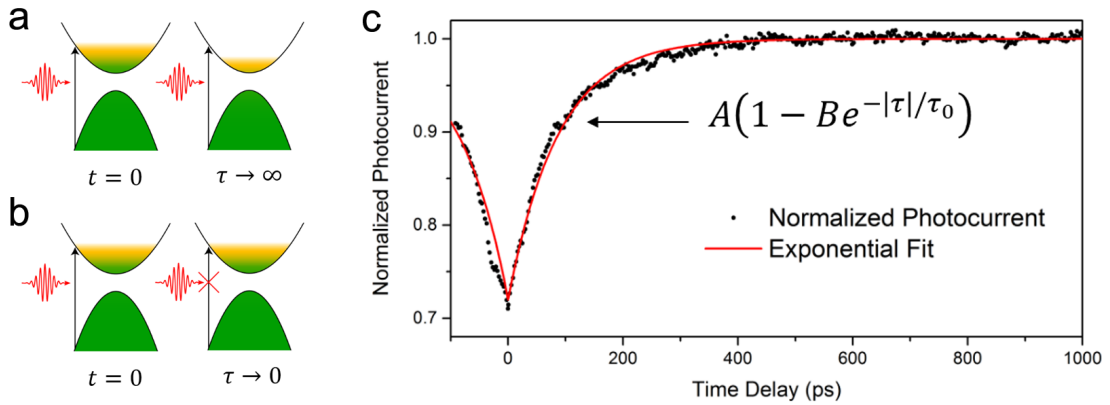 a
t = 0
τ → ∞
b
t = 0
τ → 0
c
Normalized Photocurrent
1.0
0.9
0.8
0.7
A(1 − Be^{−|τ|/τ₀})
Normalized Photocurrent
Exponential Fit
0 200 400 600 800 1000
Time Delay (ps)